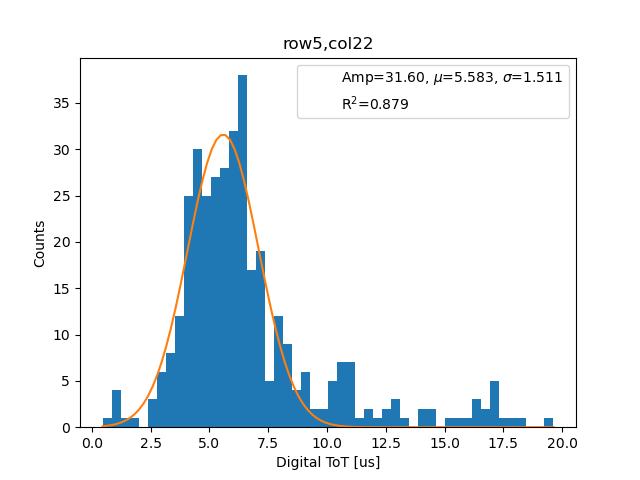 row5,col22
Amp=31.60, μ=5.583, σ=1.511
R²=0.879
Counts
35
30
25
20
15
10
5
0
0.0 2.5 5.0 7.5 10.0 12.5 15.0 17.5 20.0
Digital ToT [us]